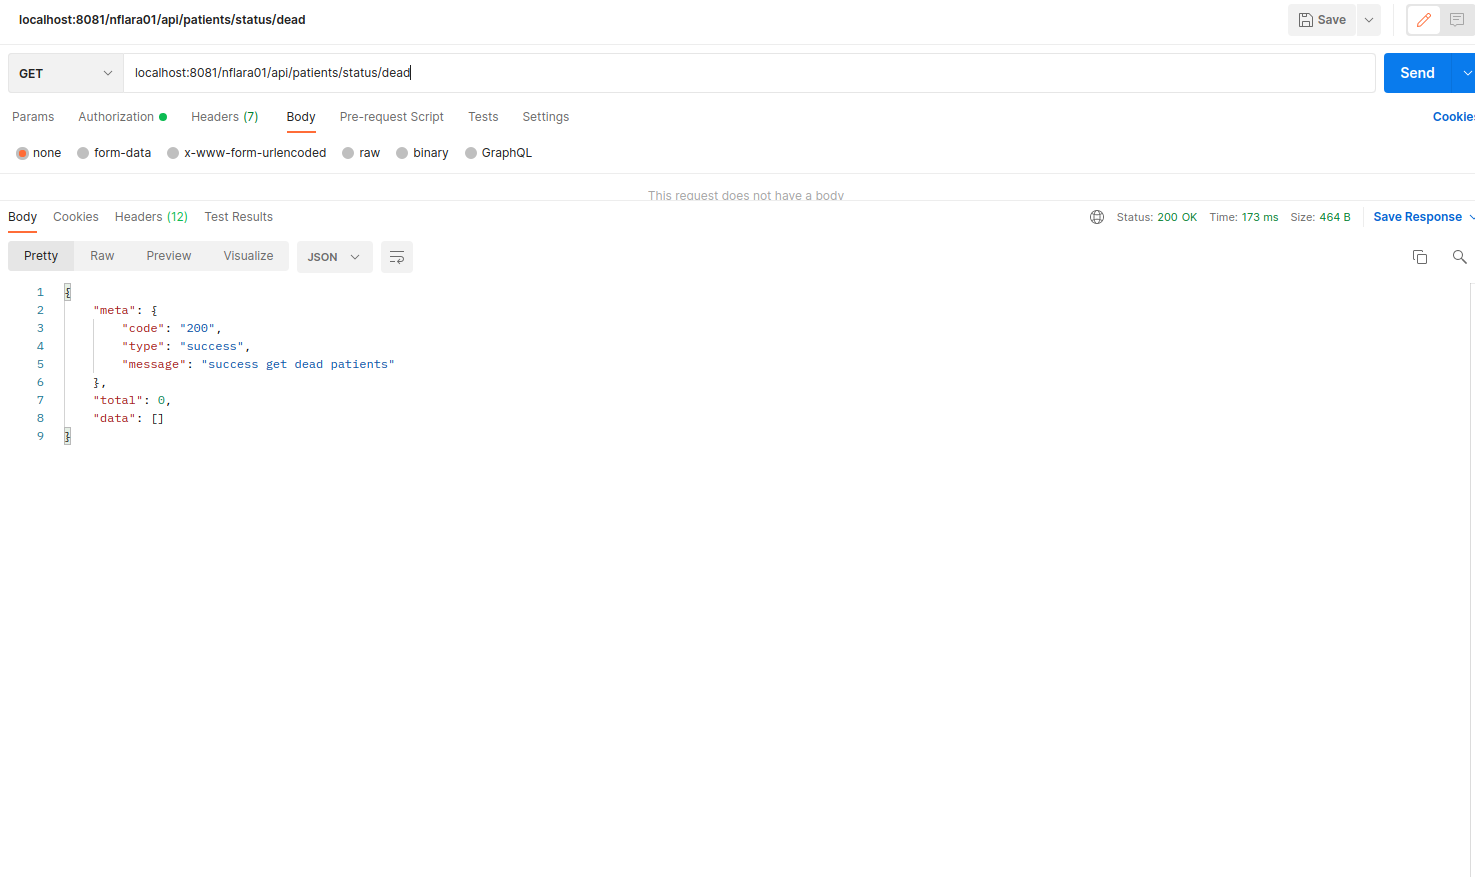 localhost:8081/nflara01/api/patients/status/dead Save
GET localhost:8081/nflara01/api/patients/status/dead Send
Params Authorization Headers (7) Body Pre-request Script Tests Settings Cookies
none form-data x-www-form-urlencoded raw binary GraphQL
This request does not have a body
Body Cookies Headers (12) Test Results Status: 200 OK Time: 173 ms Size: 464 B Save Response
Pretty Raw Preview Visualize JSON
1 {
2 "meta": {
3 "code": "200",
4 "type": "success",
5 "message": "success get dead patients"
6 },
7 "total": 0,
8 "data": []
9 }